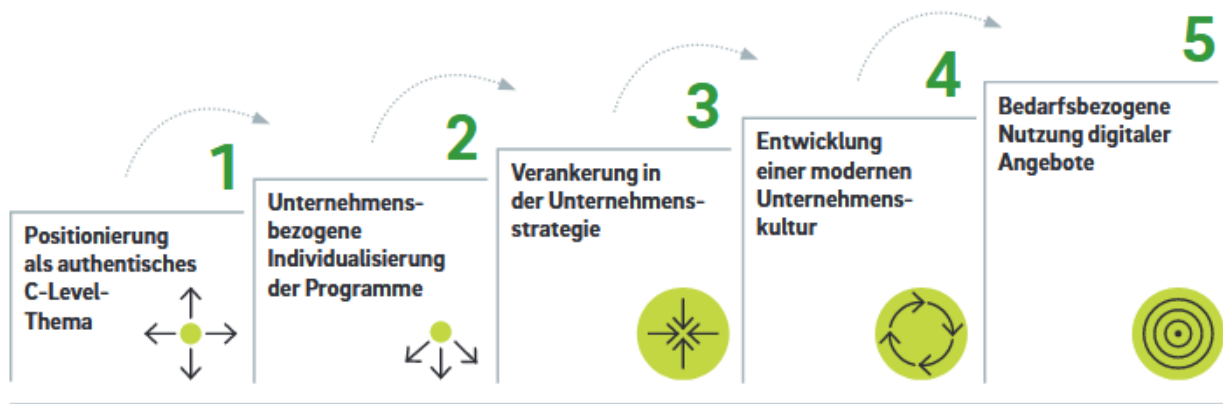 1
Positionierung
als authentisches
C-Level-
Thema
2
Unternehmens-
bezogene
Individualisierung
der Programme
3
Verankerung in
der Unternehmens-
strategie
4
Entwicklung
einer modernen
Unternehmens-
kultur
5
Bedarfsbezogene
Nutzung digitaler
Angebote